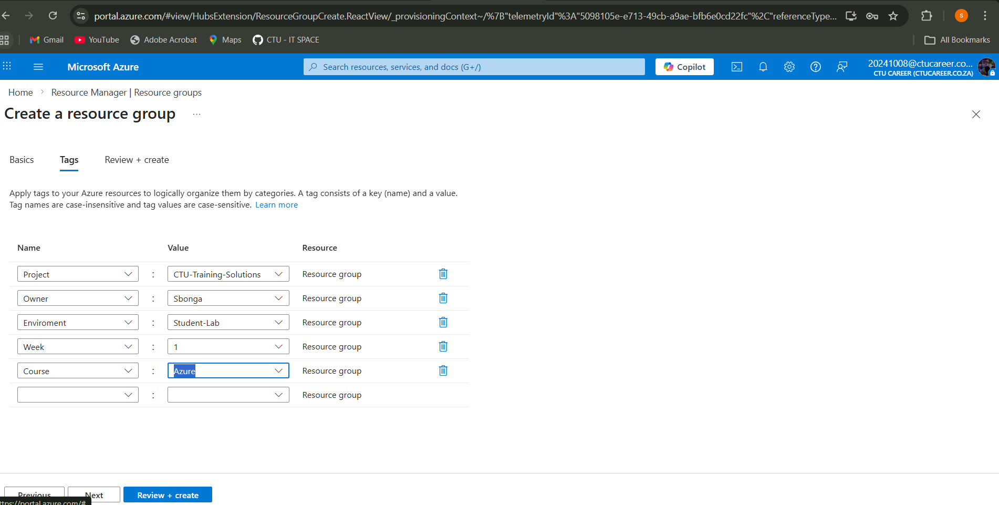 portal.azure.com/#view/HubsExtension/ResourceGroupCreate.ReactView/_provisioningContext~/%7B"telemetryId"%3A"5098105e-e713-49cb-a9ae-bfb6e0cd22fc"%2C"referenceType...
S
Gmail YouTube Adobe Acrobat Maps CTU - IT SPACE All Bookmarks
Microsoft Azure
Search resources, services, and docs (G+/)
Copilot
20241008@ctucareer.co...
CTU CAREER (CTUCAREER.CO.ZA)
Home > Resource Manager | Resource groups
Create a resource group ...
Basics Tags Review + create
Apply tags to your Azure resources to logically organize them by categories. A tag consists of a key (name) and a value.
Tag names are case-insensitive and tag values are case-sensitive. Learn more
Name Value Resource
Project : CTU-Training-Solutions Resource group
Owner : Sbonga Resource group
Enviroment : Student-Lab Resource group
Week : 1 Resource group
Course : Azure Resource group
: Resource group
Previous Next Review + create
ttps://portal.azure.com/#